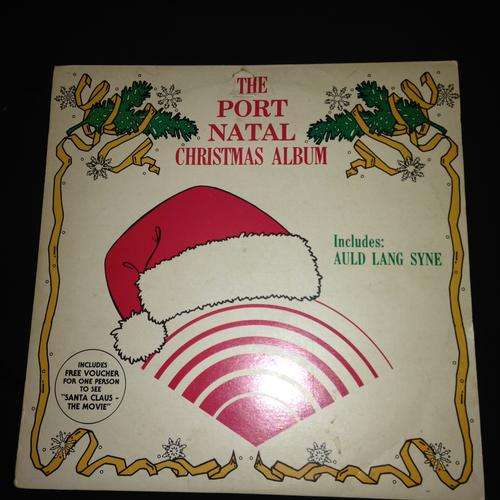 THE
PORT
NATAL
CHRISTMAS ALBUM
Includes:
AULD LANG SYNE
INCLUDES
FREE VOUCHER
FOR ONE PERSON
TO SEE
"SANTA CLAUS -
THE MOVIE"